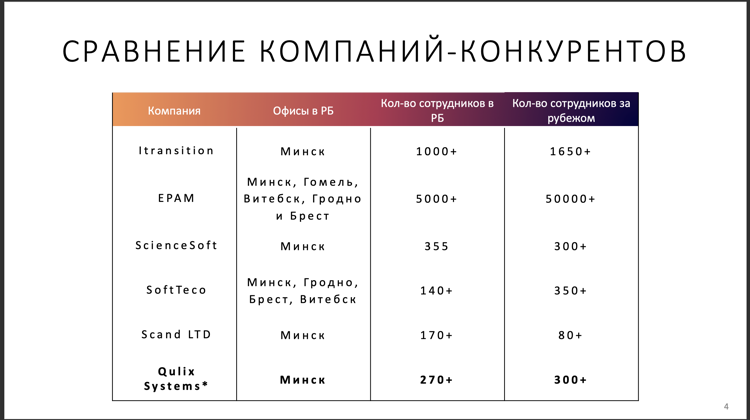 СРАВНЕНИЕ КОМПАНИЙ-КОНКУРЕНТОВ
Компания
Офисы в РБ
Кол-во сотрудников в
РБ
Кол-во сотрудников за
рубежом
Itransition
Минск
1000+
1650+
EPAM
Минск, Гомель,
Витебск, Гродно
и Брест
5000+
50000+
ScienceSoft
Минск
355
300+
SoftTeco
Минск, Гродно,
Брест, Витебск
140+
350+
Scand LTD
Минск
170+
80+
Qulix
Systems*
Минск
270+
300+
4